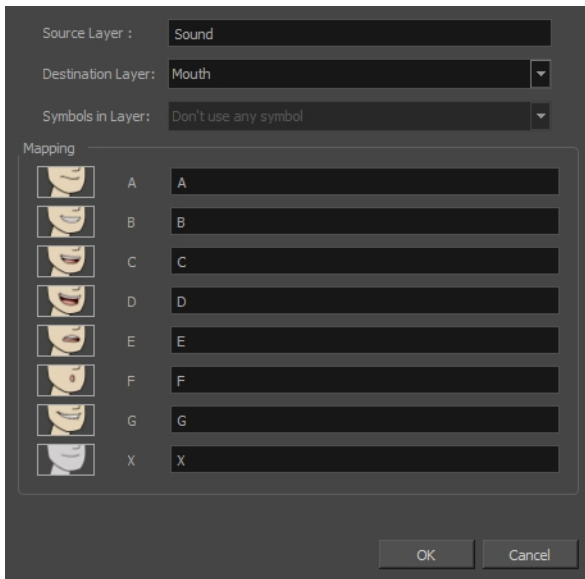 Source Layer : Sound
Destination Layer: Mouth
Symbols in Layer: Don't use any symbol
Mapping
A A
B B
C C
D D
E E
F F
G G
X X
OK Cancel